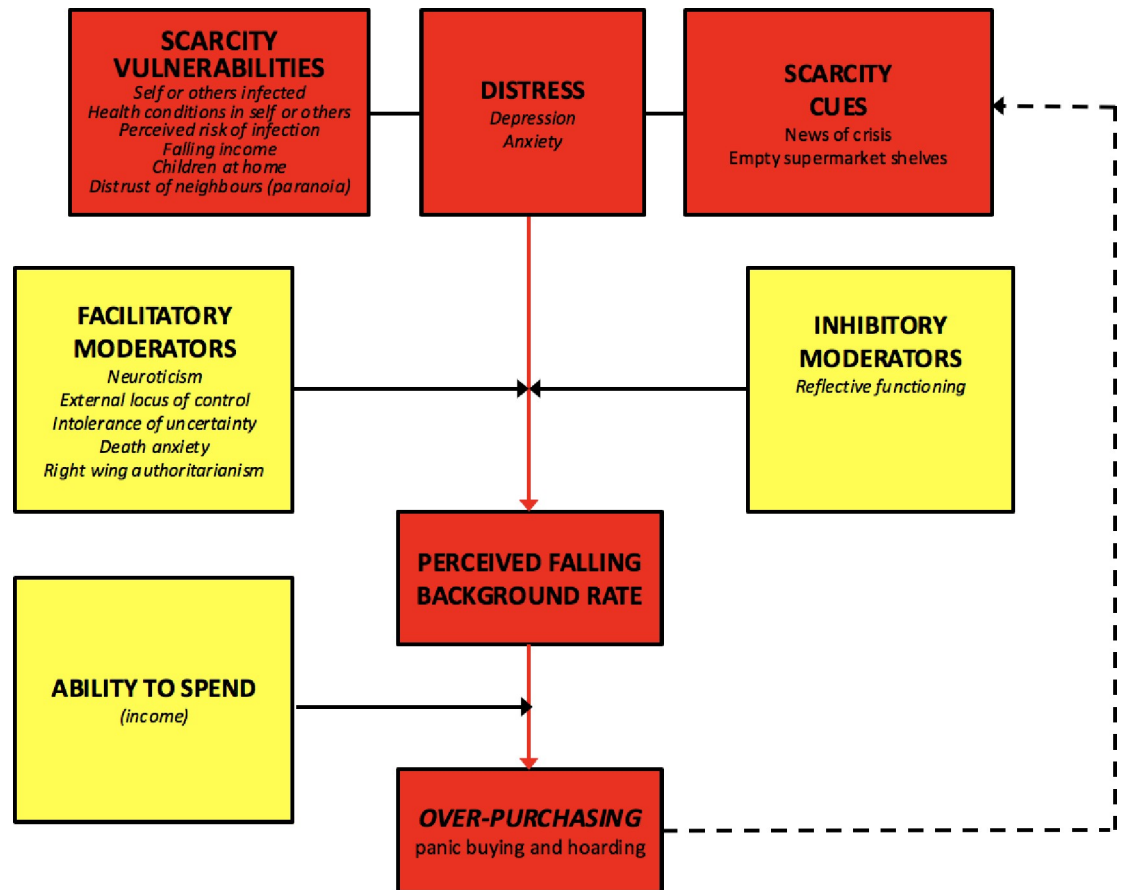 SCARCITY
VULNERABILITIES
Self or others infected
Health conditions in self or others
Perceived risk of infection
Falling income
Children at home
Distrust of neighbours (paranoia)
DISTRESS
Depression
Anxiety
SCARCITY
CUES
News of crisis
Empty supermarket shelves
FACILITATORY
MODERATORS
Neuroticism
External locus of control
Intolerance of uncertainty
Death anxiety
Right wing authoritarianism
INHIBITORY
MODERATORS
Reflective functioning
PERCEIVED FALLING
BACKGROUND RATE
ABILITY TO SPEND
(income)
OVER-PURCHASING
panic buying and hoarding